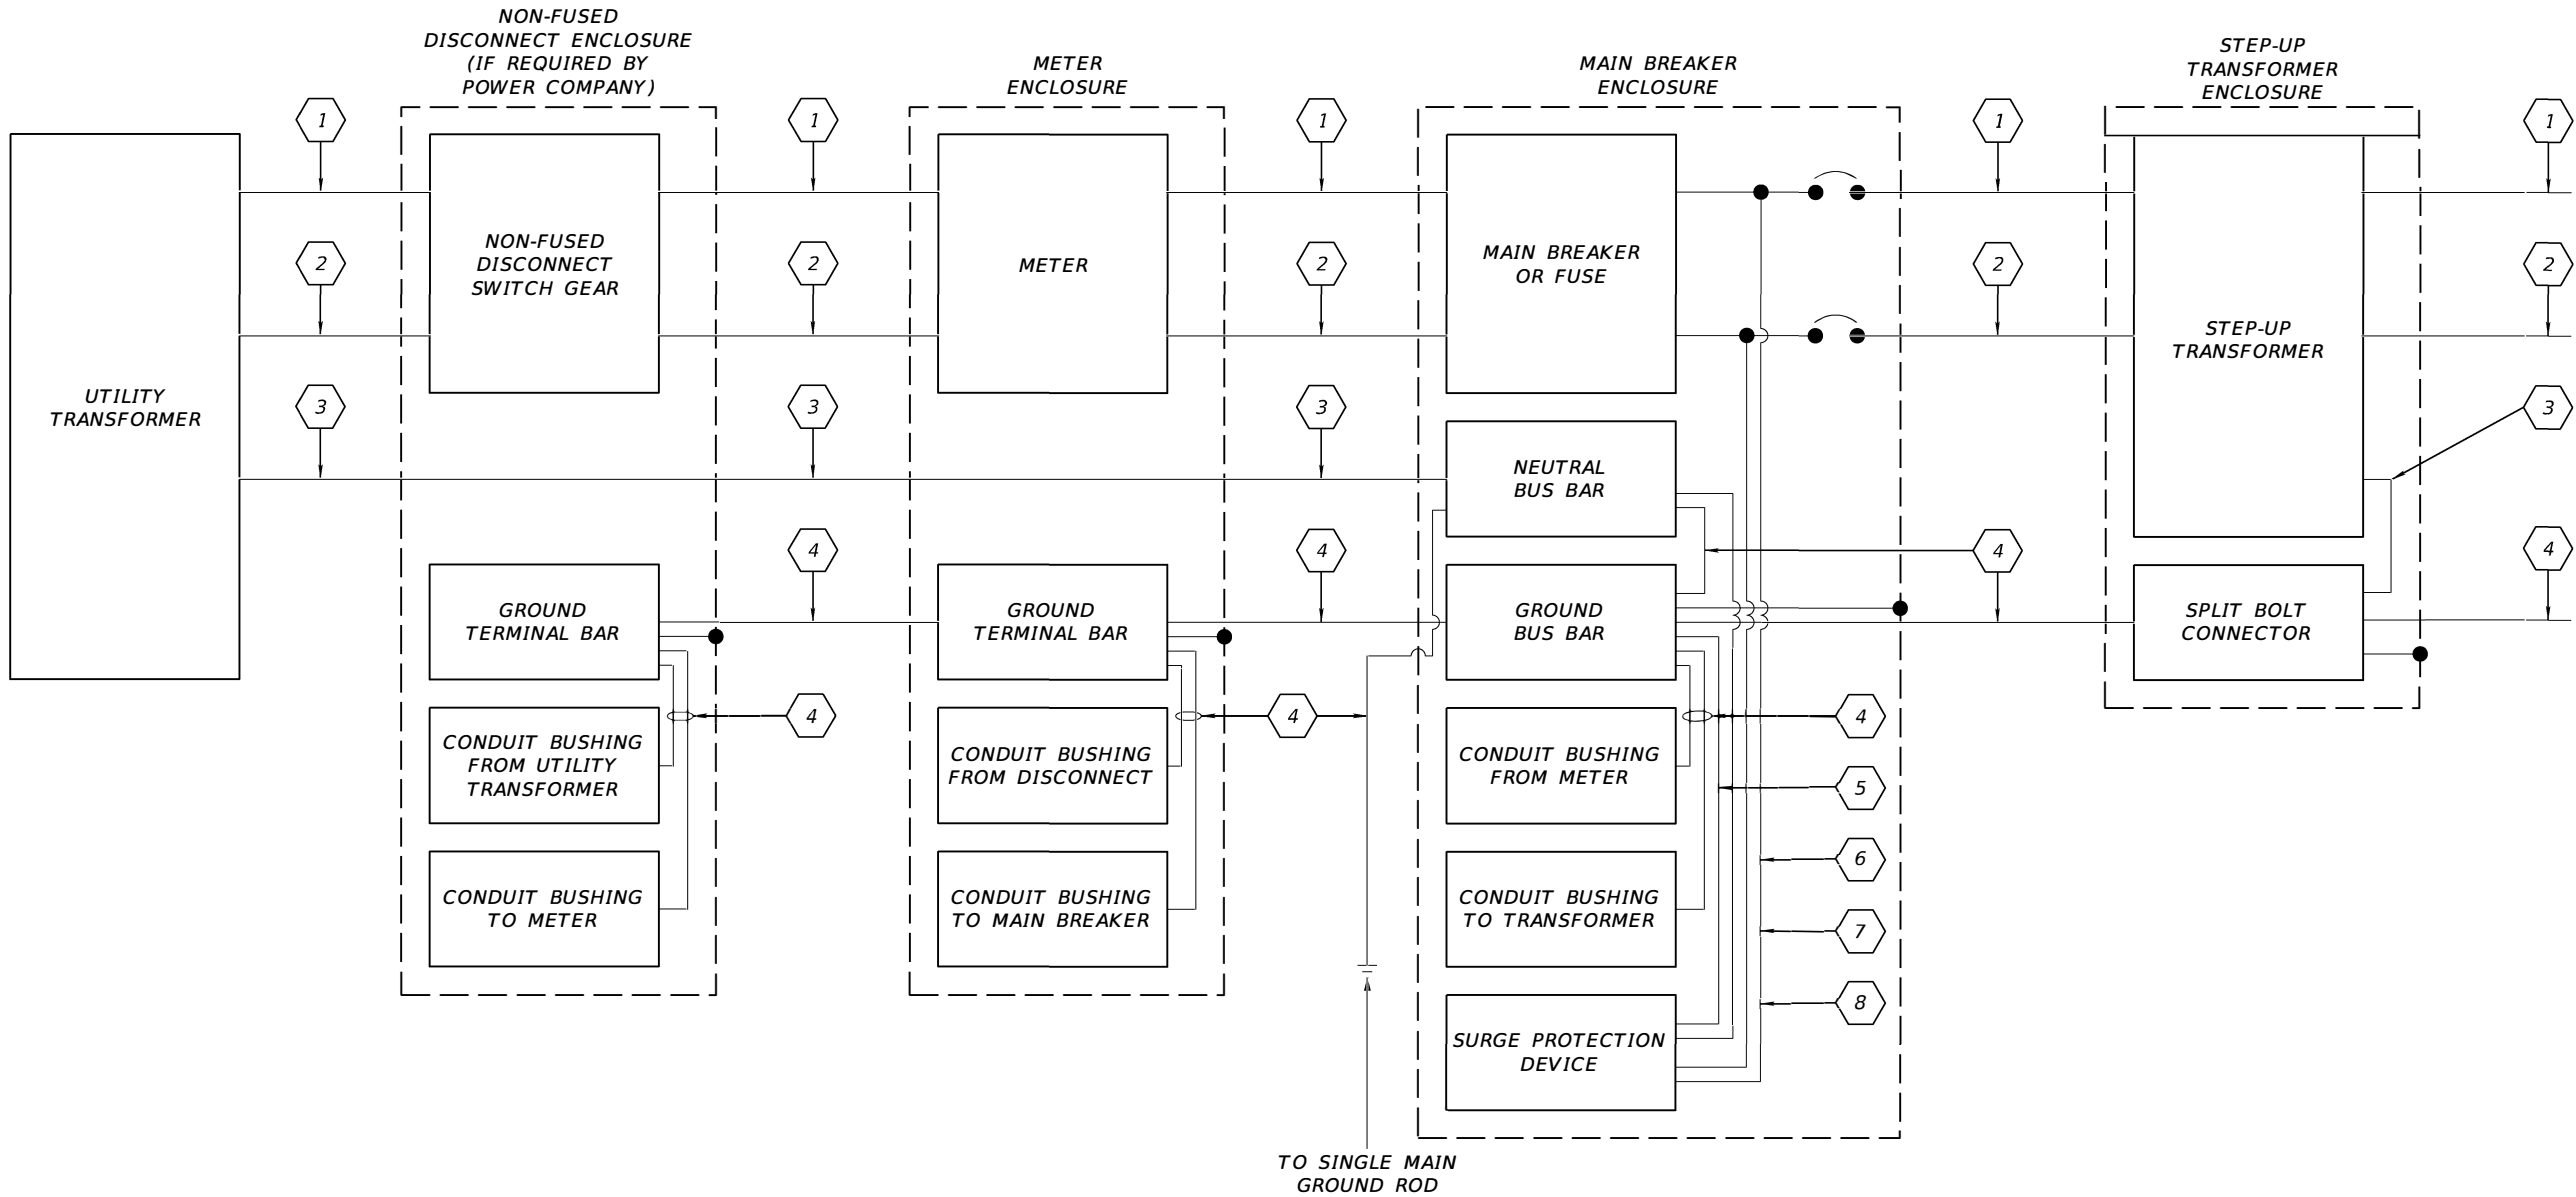 NON-FUSED
DISCONNECT ENCLOSURE
(IF REQUIRED BY
POWER COMPANY)
METER
ENCLOSURE
MAIN BREAKER
ENCLOSURE
STEP-UP
TRANSFORMER
ENCLOSURE
1
1
1
1
1
NON-FUSED
DISCONNECT
SWITCH GEAR
METER
MAIN BREAKER
OR FUSE
2
2
2
2
2
STEP-UP
TRANSFORMER
UTILITY
TRANSFORMER
3
3
3
3
NEUTRAL
BUS BAR
4
4
4
4
GROUND
TERMINAL BAR
GROUND
TERMINAL BAR
GROUND
BUS BAR
SPLIT BOLT
CONNECTOR
4
4
4
CONDUIT BUSHING
FROM UTILITY
TRANSFORMER
CONDUIT BUSHING
FROM DISCONNECT
CONDUIT BUSHING
FROM METER
5
6
CONDUIT BUSHING
TO METER
CONDUIT BUSHING
TO MAIN BREAKER
CONDUIT BUSHING
TO TRANSFORMER
7
8
SURGE PROTECTION
DEVICE
TO SINGLE MAIN
GROUND ROD